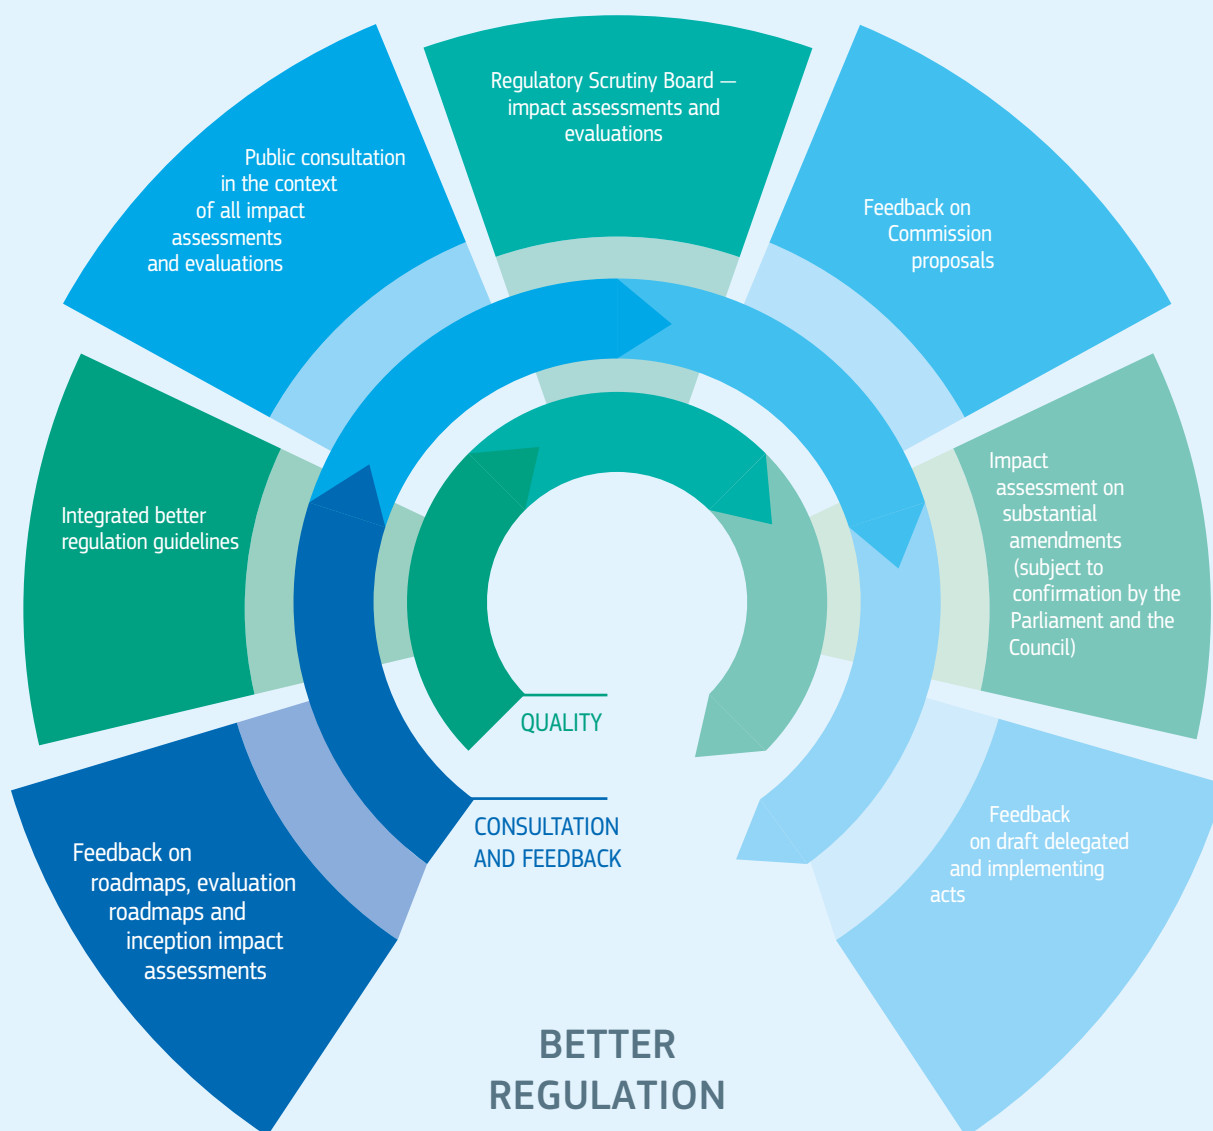 Regulatory Scrutiny Board —
impact assessments and
evaluations
Public consultation
in the context
of all impact
assessments
and evaluations
Feedback on
Commission
proposals
Integrated better
regulation guidelines
Impact
assessment on
substantial
amendments
(subject to
confirmation by the
Parliament and the
Council)
QUALITY
CONSULTATION
AND FEEDBACK
Feedback on
roadmaps, evaluation
roadmaps and
inception impact
assessments
Feedback
on draft delegated
and implementing
acts
BETTER
REGULATION